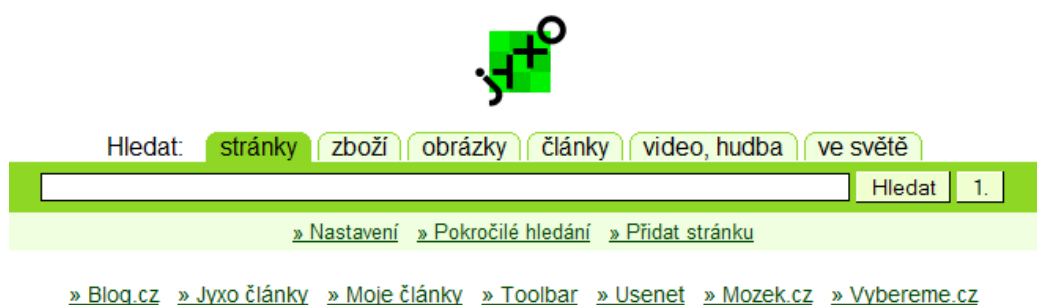 jyxo
Hledat: stránky zboží obrázky články video, hudba ve světě
Hledat 1.
» Nastavení » Pokročilé hledání » Přidat stránku
» Blog.cz » Jyxo články » Moje články » Toolbar » Usenet » Mozek.cz » Vybereme.cz